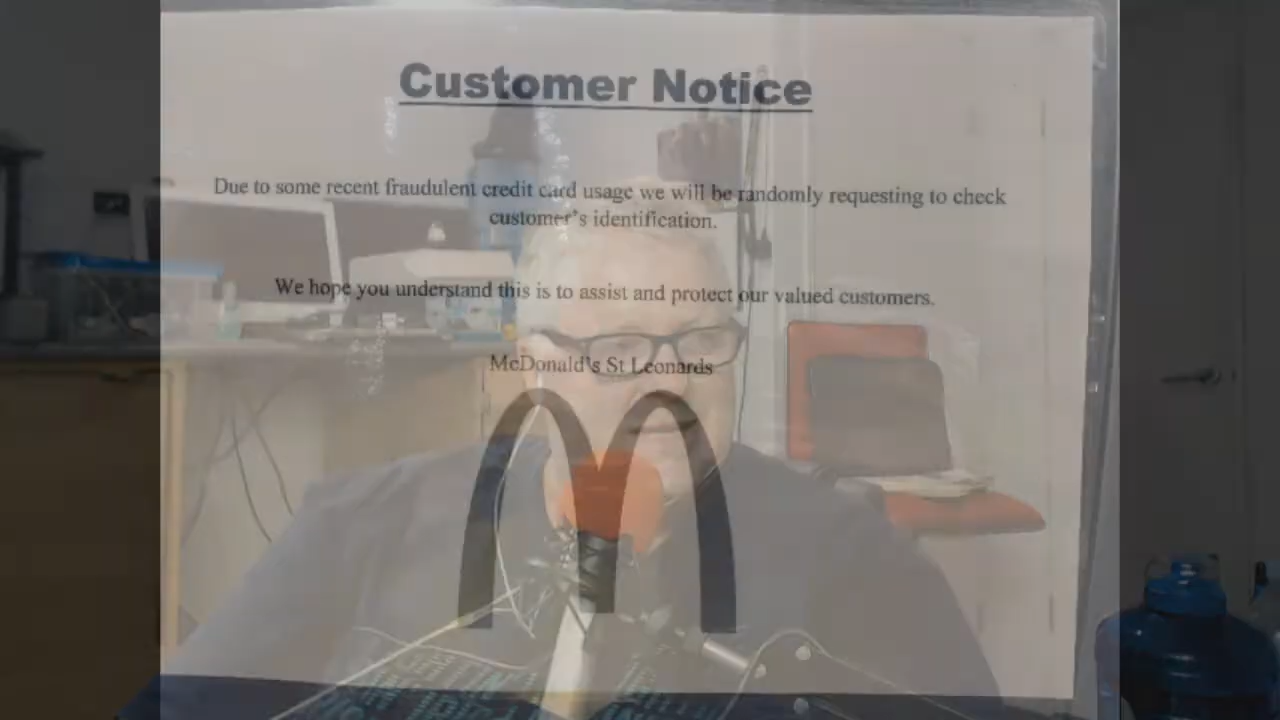 Customer Notice
Due to some recent fraudulent credit card usage we will be randomly requesting to check
customer's identification.
We hope you understand this is to assist and protect our valued customers.
McDonald's St Leonards